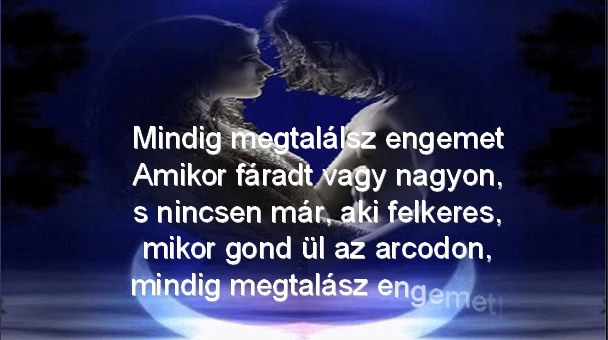 Mindig megtalálsz engemet
Amikor fáradt vagy nagyon,
s nincsen már, aki felkeres,
mikor gond ül az arcodon,
mindig megtalász engemet